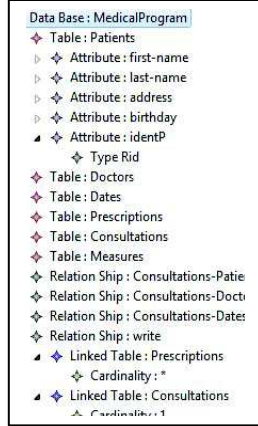 Data Base : MedicalProgram
Table : Patients
Attribute : first-name
Attribute : last-name
Attribute : address
Attribute : birthday
Attribute : identP
Type Rid
Table : Doctors
Table : Dates
Table : Prescriptions
Table : Consultations
Table : Measures
Relation Ship : Consultations-Patie
Relation Ship : Consultations-Docto
Relation Ship : Consultations-Dates
Relation Ship : write
Linked Table : Prescriptions
Cardinality : *
Linked Table : Consultations
Cardinality : 1